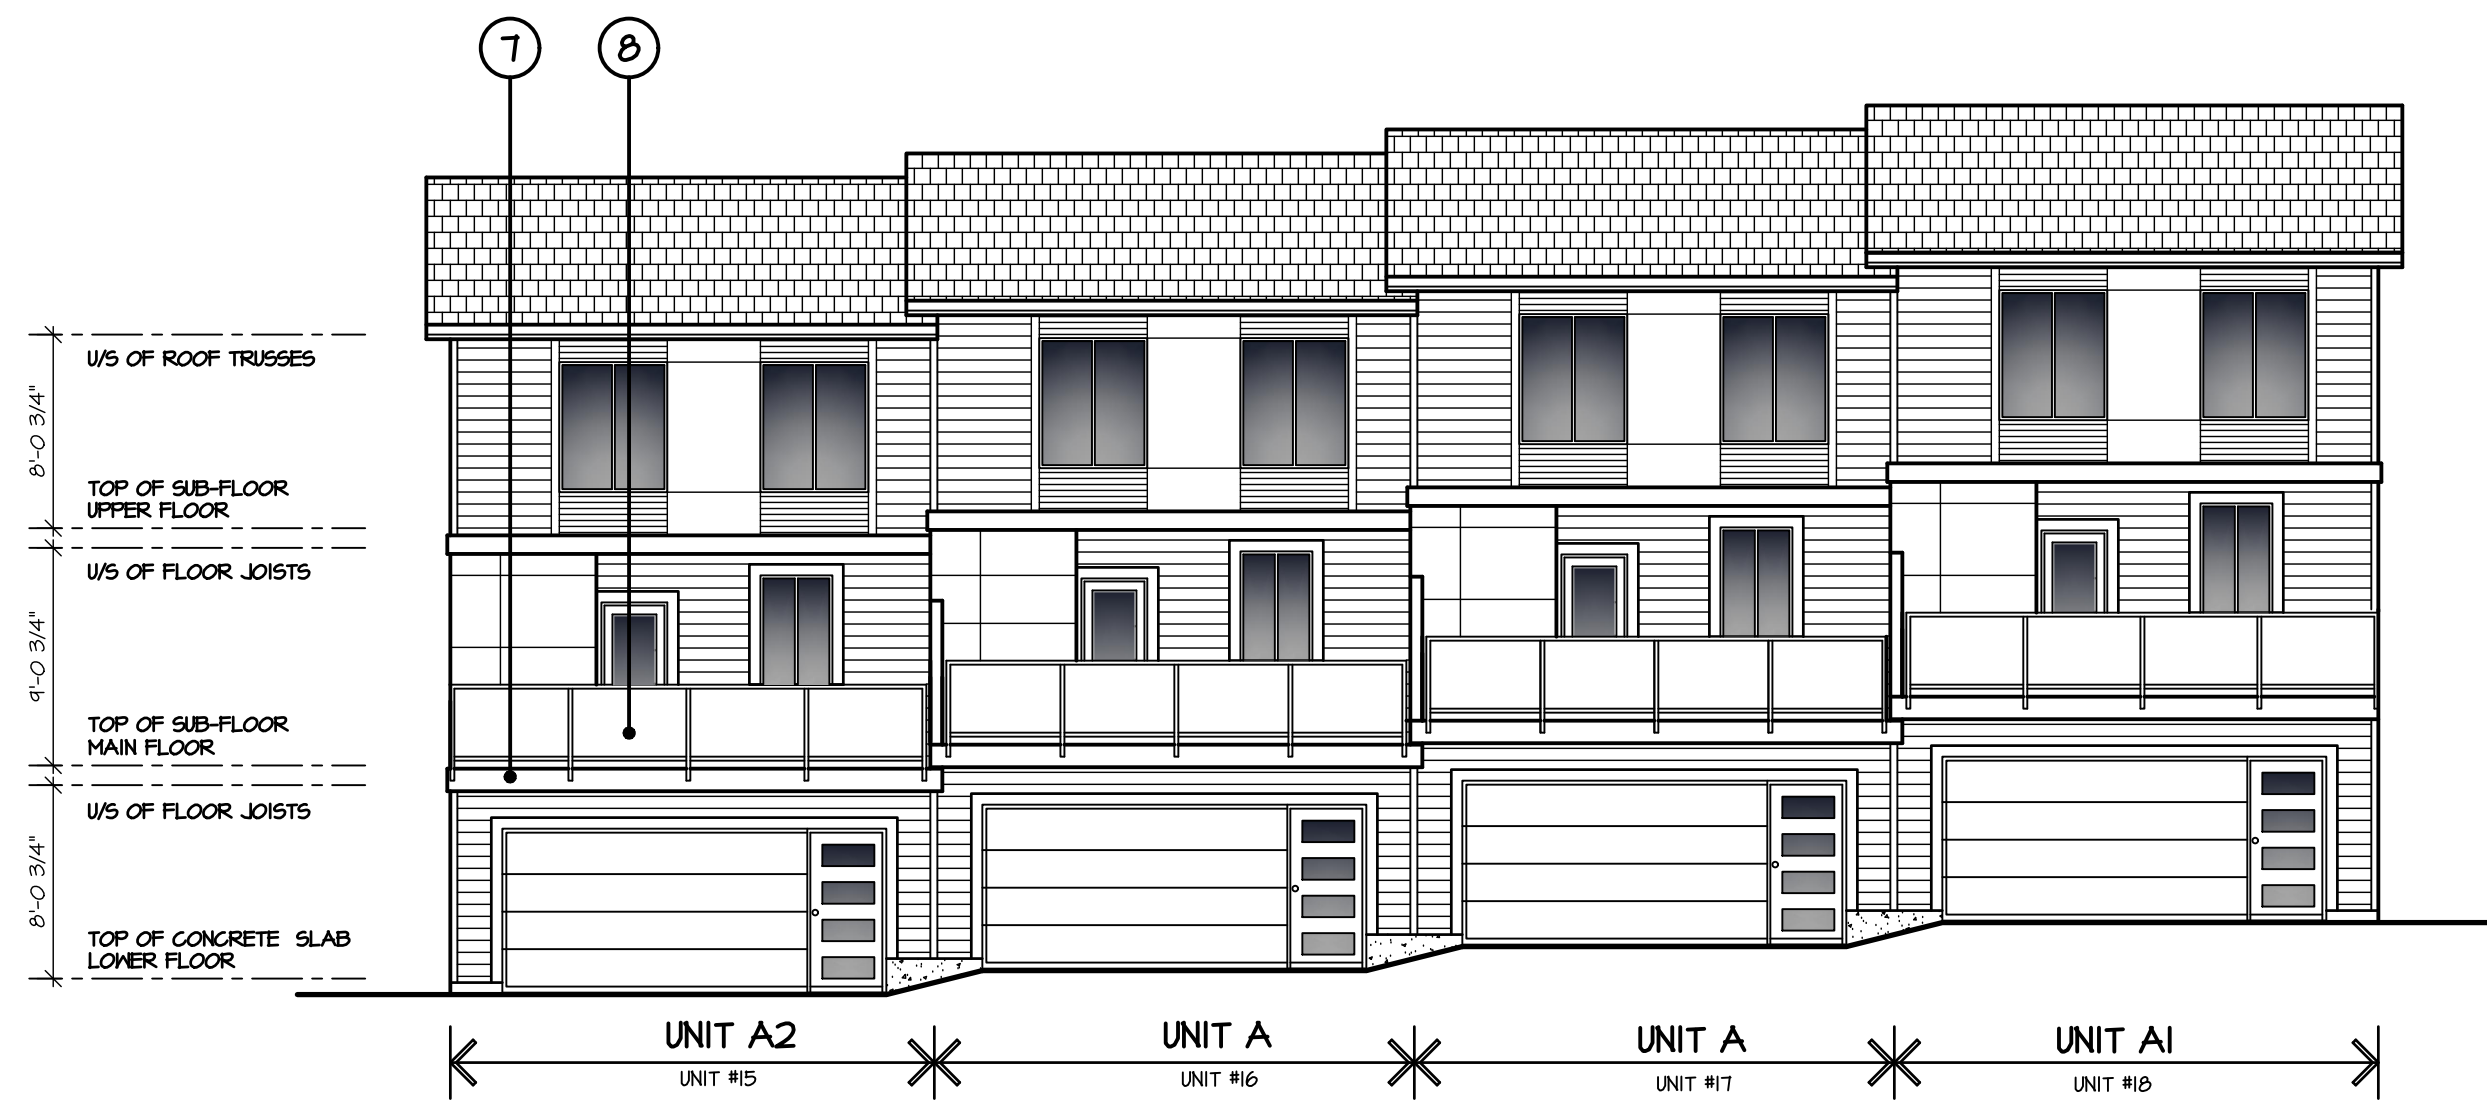 7 8
U/S OF ROOF TRUSSES
8'-0 3/4"
TOP OF SUB-FLOOR
UPPER FLOOR
U/S OF FLOOR JOISTS
9'-0 3/4"
TOP OF SUB-FLOOR
MAIN FLOOR
U/S OF FLOOR JOISTS
8'-0 3/4"
TOP OF CONCRETE SLAB
LOWER FLOOR
UNIT A2
UNIT #15
UNIT A
UNIT #16
UNIT A
UNIT #17
UNIT A1
UNIT #18